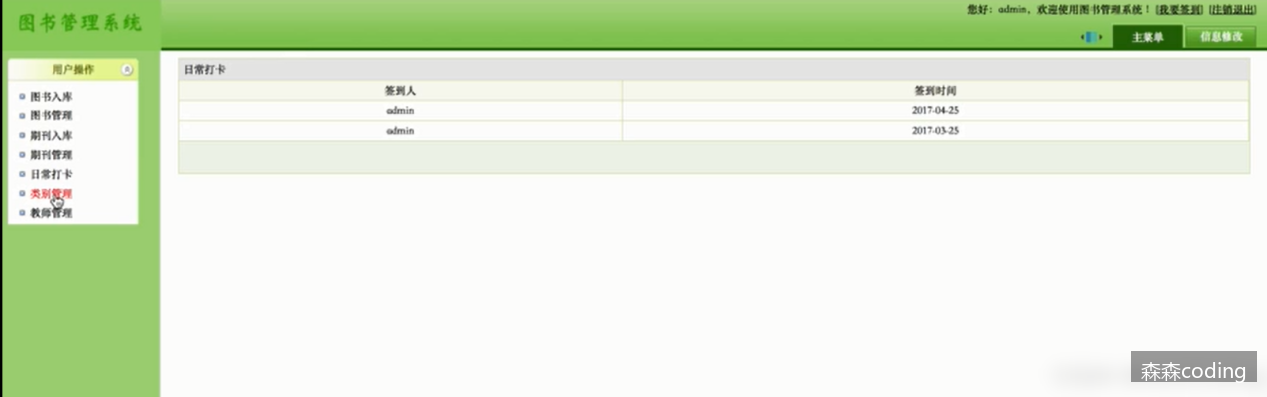 图书管理系统
您好：admin，欢迎使用图书管理系统！ [我要签到] [注销退出]
主菜单 信息修改
用户操作
图书入库
图书管理
期刊入库
期刊管理
日常打卡
类别管理
教师管理
日常打卡
签到人 签到时间
admin 2017-04-25
admin 2017-03-25
森森coding